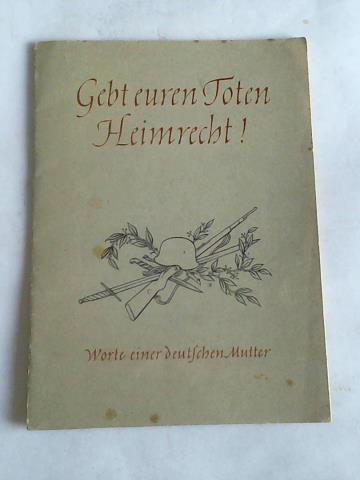 Gebt euren Toten
Heimrecht!
Worte einer deutſchen Mutter